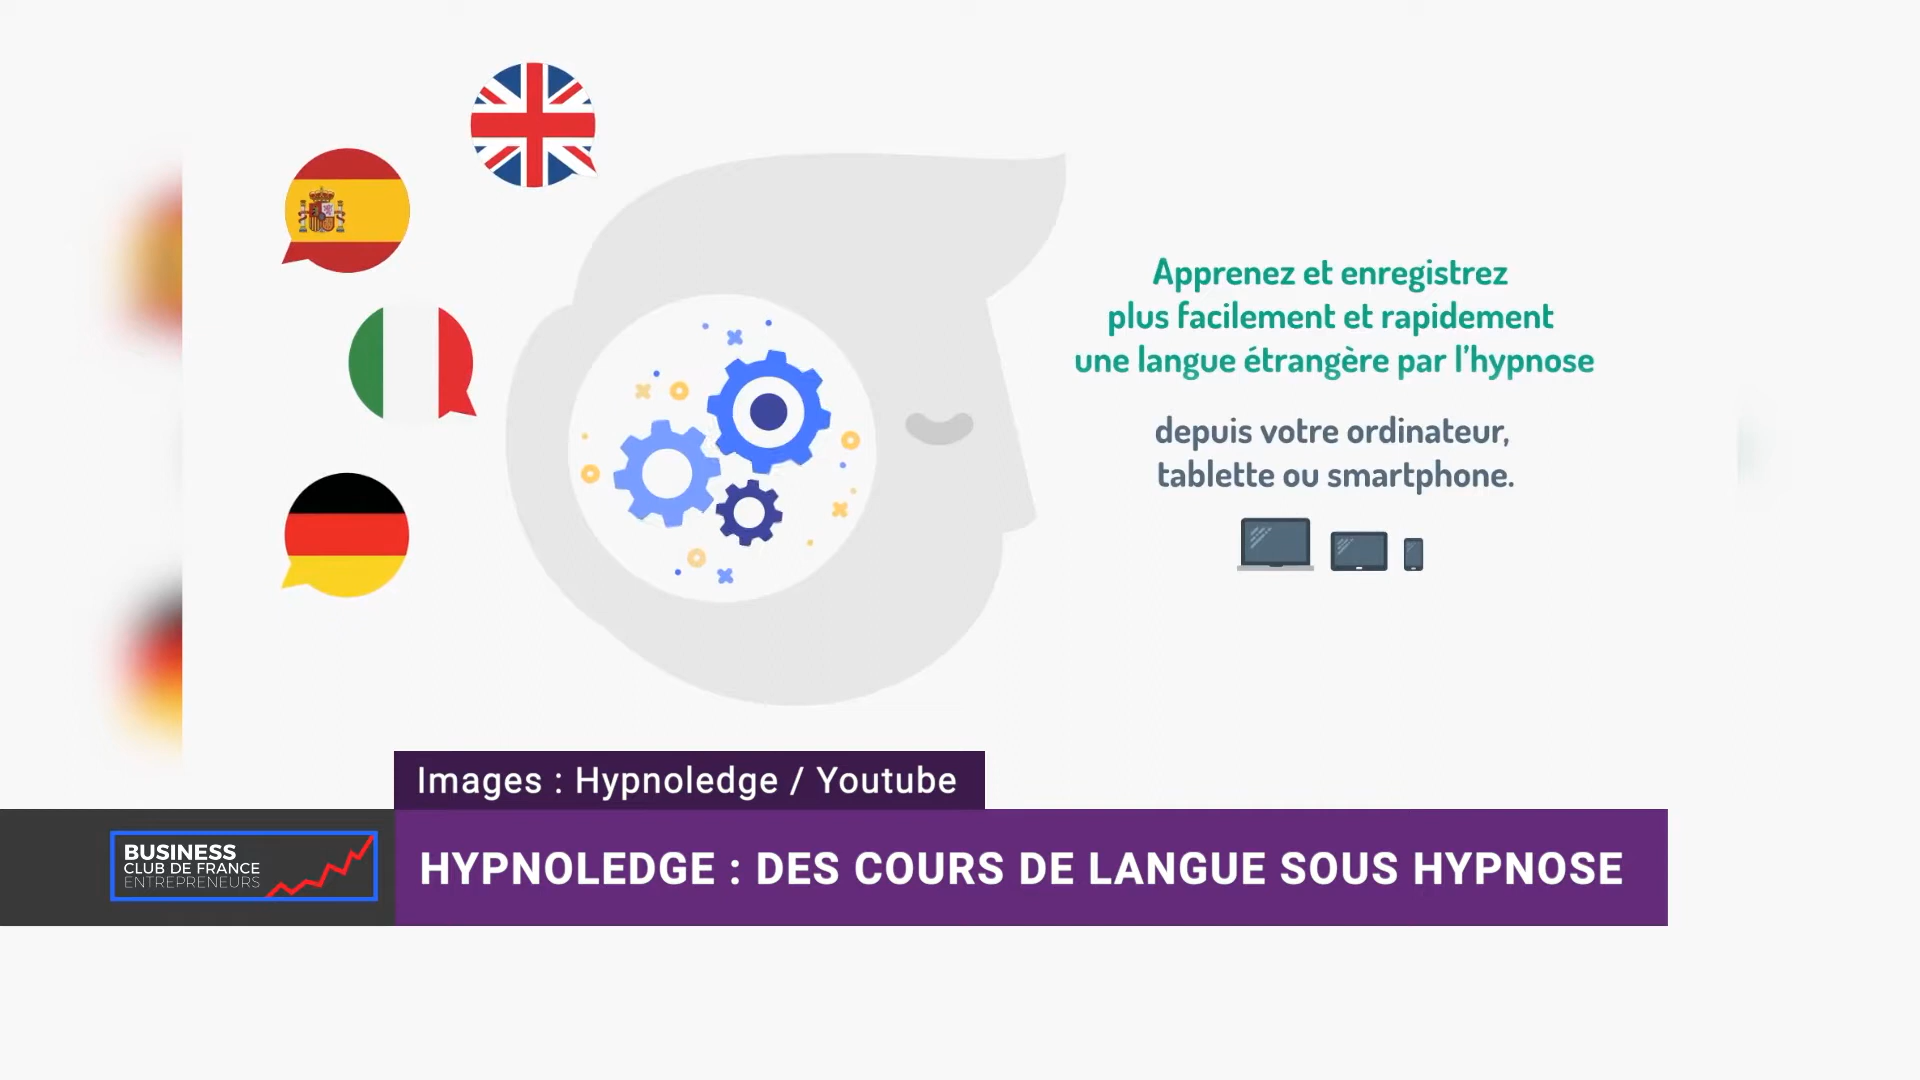 Apprenez et enregistrez
plus facilement et rapidement
une langue étrangère par l'hypnose
depuis votre ordinateur,
tablette ou smartphone.
Images : Hypnoledge / Youtube
BUSINESS
CLUB DE FRANCE
ENTREPRENEURS
HYPNOLEDGE : DES COURS DE LANGUE SOUS HYPNOSE